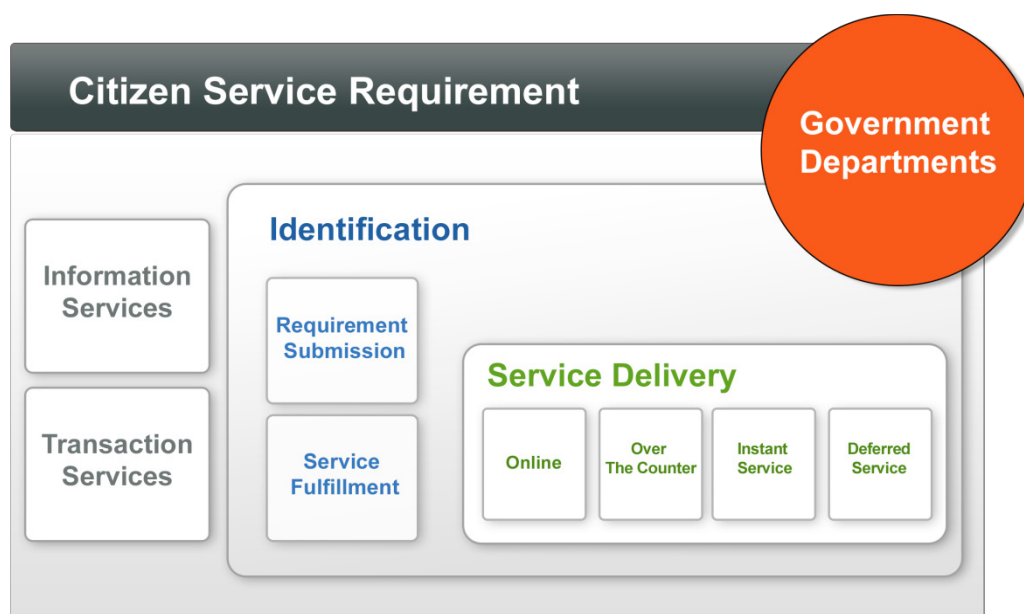 Citizen Service Requirement
Government
Departments
Information
Services
Transaction
Services
Identification
Requirement
Submission
Service
Fulfillment
Service Delivery
Online
Over
The Counter
Instant
Service
Deferred
Service